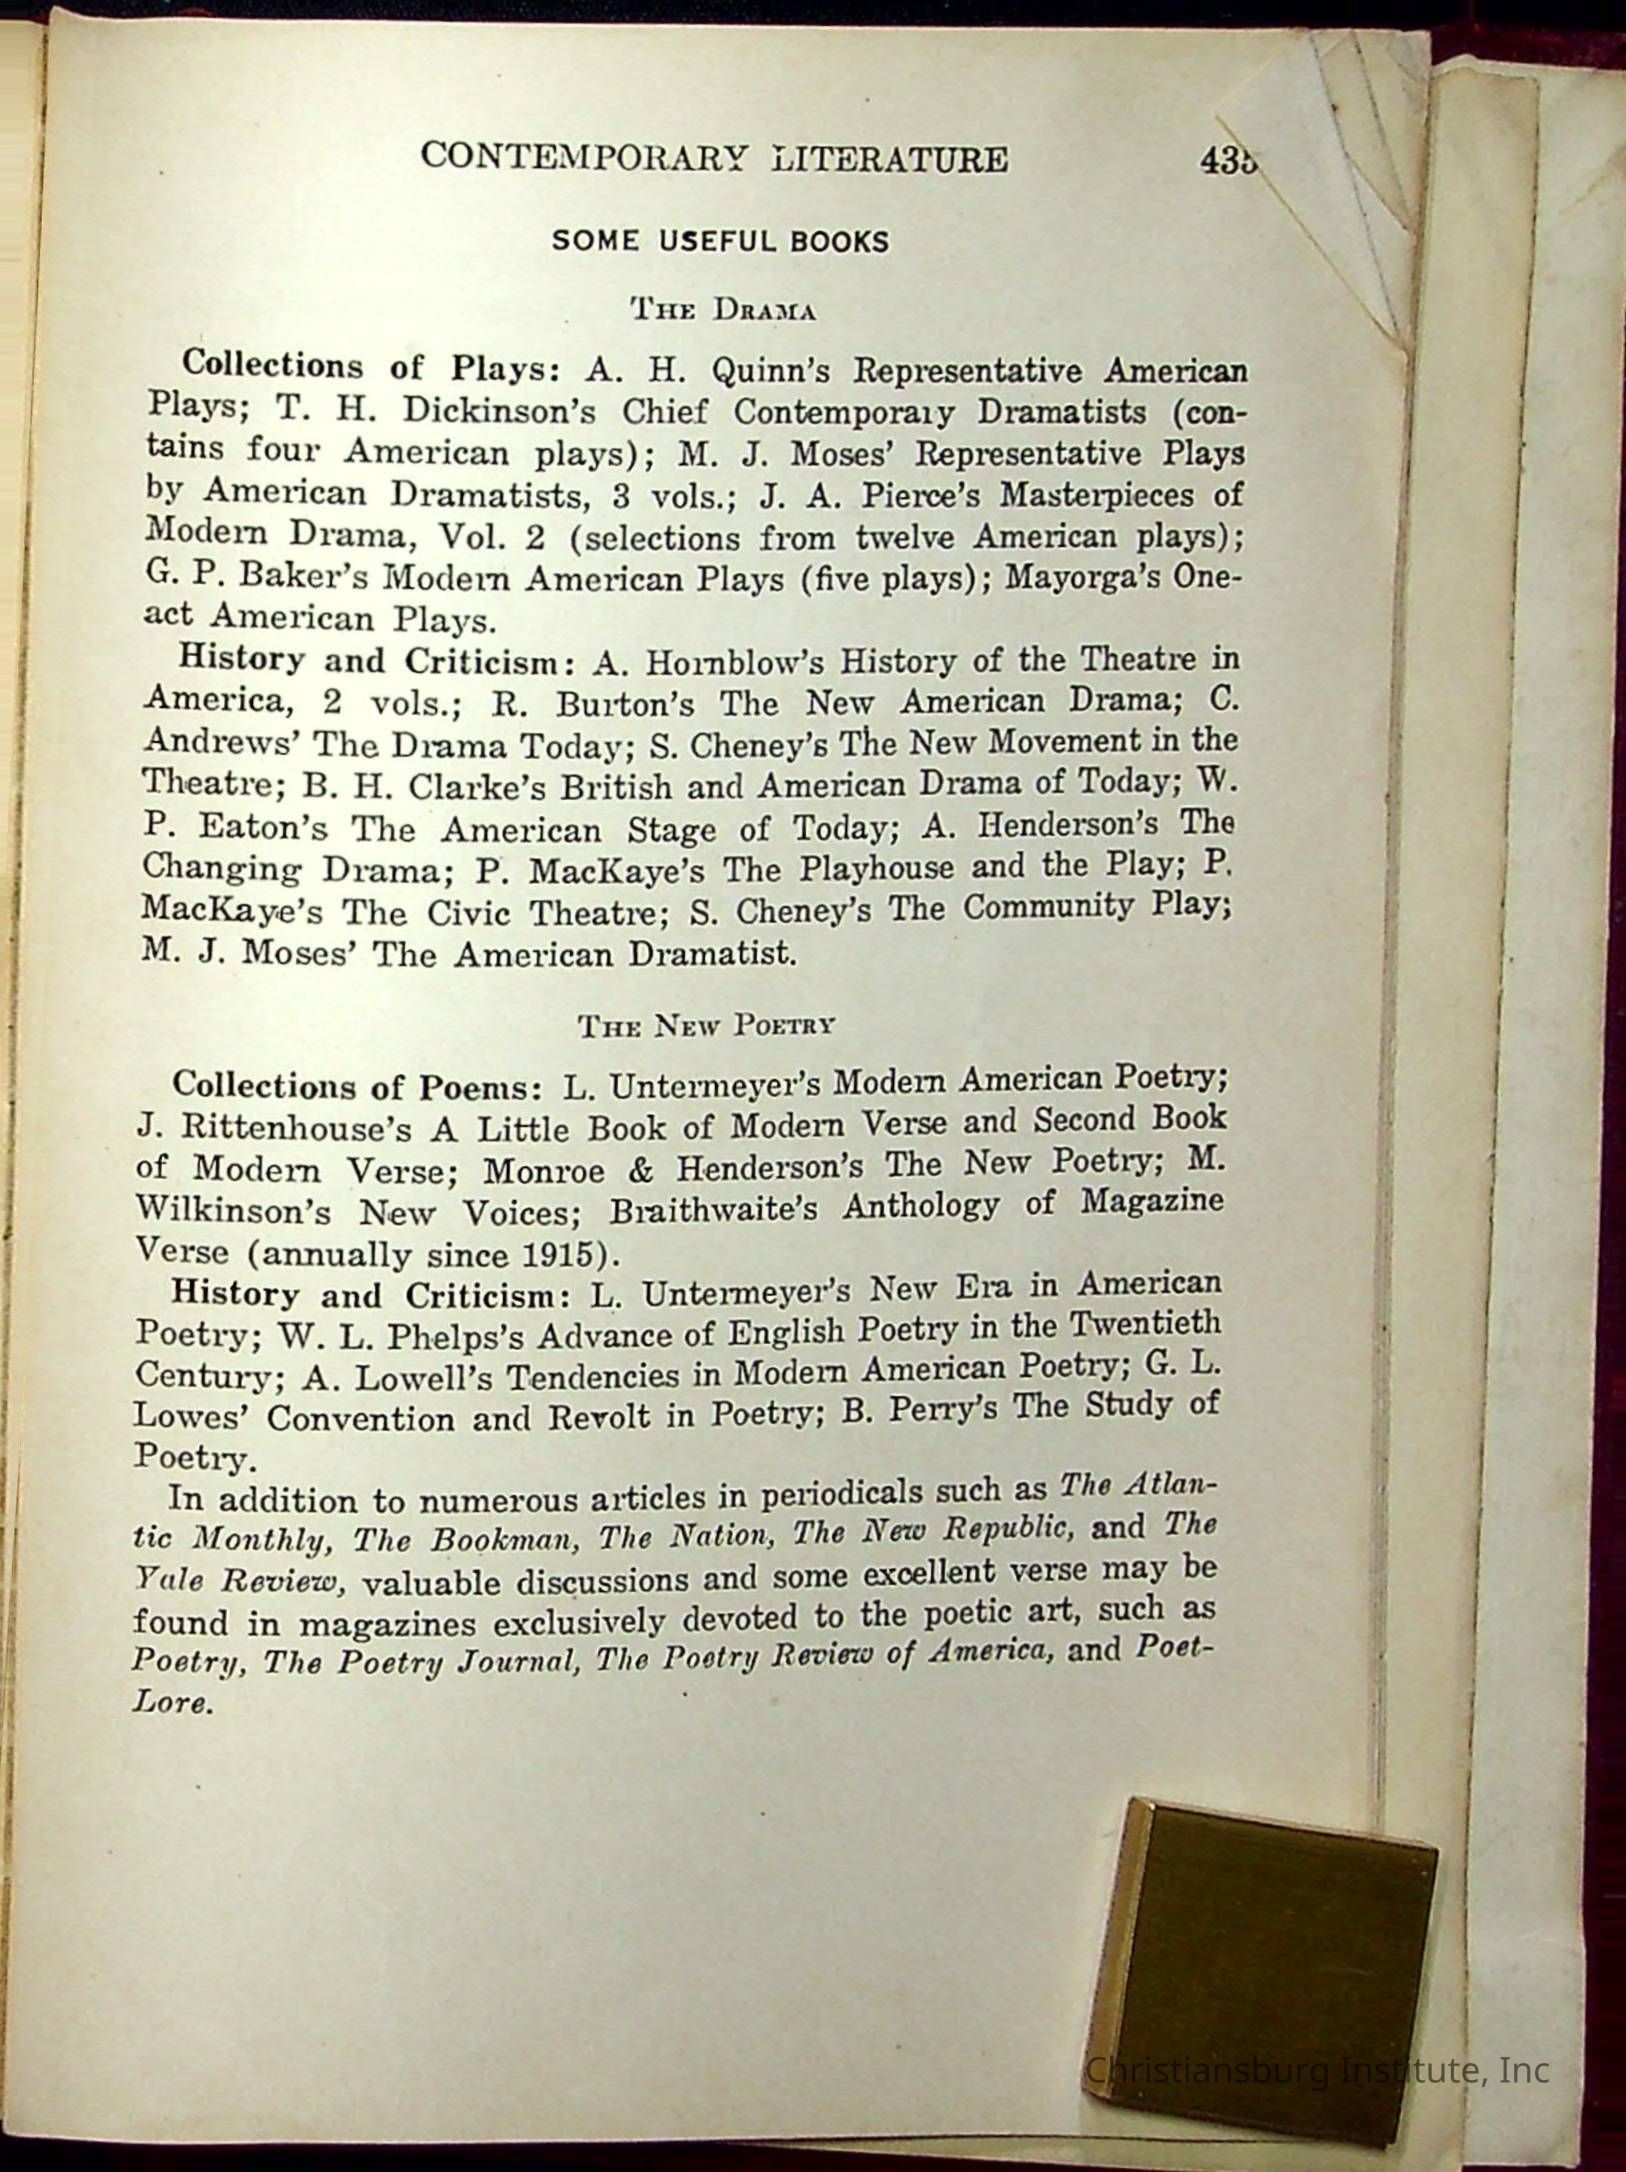 CONTEMPORARY LITERATURE 435
SOME USEFUL BOOKS
THE DRAMA
Collections of Plays: A. H. Quinn's Representative American
Plays; T. H. Dickinson's Chief Contemporary Dramatists (con-
tains four American plays); M. J. Moses' Representative Plays
by American Dramatists, 3 vols.; J. A. Pierce's Masterpieces of
Modern Drama, Vol. 2 (selections from twelve American plays);
G. P. Baker's Modern American Plays (five plays); Mayorga's One-
act American Plays.
History and Criticism: A. Hornblow's History of the Theatre in
America, 2 vols.; R. Burton's The New American Drama; C.
Andrews' The Drama Today; S. Cheney's The New Movement in the
Theatre; B. H. Clarke's British and American Drama of Today; W.
P. Eaton's The American Stage of Today; A. Henderson's The
Changing Drama; P. MacKaye's The Playhouse and the Play; P.
MacKaye's The Civic Theatre; S. Cheney's The Community Play;
M. J. Moses' The American Dramatist.
THE NEW POETRY
Collections of Poems: L. Untermeyer's Modern American Poetry;
J. Rittenhouse's A Little Book of Modern Verse and Second Book
of Modern Verse; Monroe & Henderson's The New Poetry; M.
Wilkinson's New Voices; Braithwaite's Anthology of Magazine
Verse (annually since 1915).
History and Criticism: L. Untermeyer's New Era in American
Poetry; W. L. Phelps's Advance of English Poetry in the Twentieth
Century; A. Lowell's Tendencies in Modern American Poetry; G. L.
Lowes' Convention and Revolt in Poetry; B. Perry's The Study of
Poetry.
In addition to numerous articles in periodicals such as The Atlan-
tic Monthly, The Bookman, The Nation, The New Republic, and The
Yale Review, valuable discussions and some excellent verse may be
found in magazines exclusively devoted to the poetic art, such as
Poetry, The Poetry Journal, The Poetry Review of America, and Poet-
Lore.
Christiansburg Institute, Inc